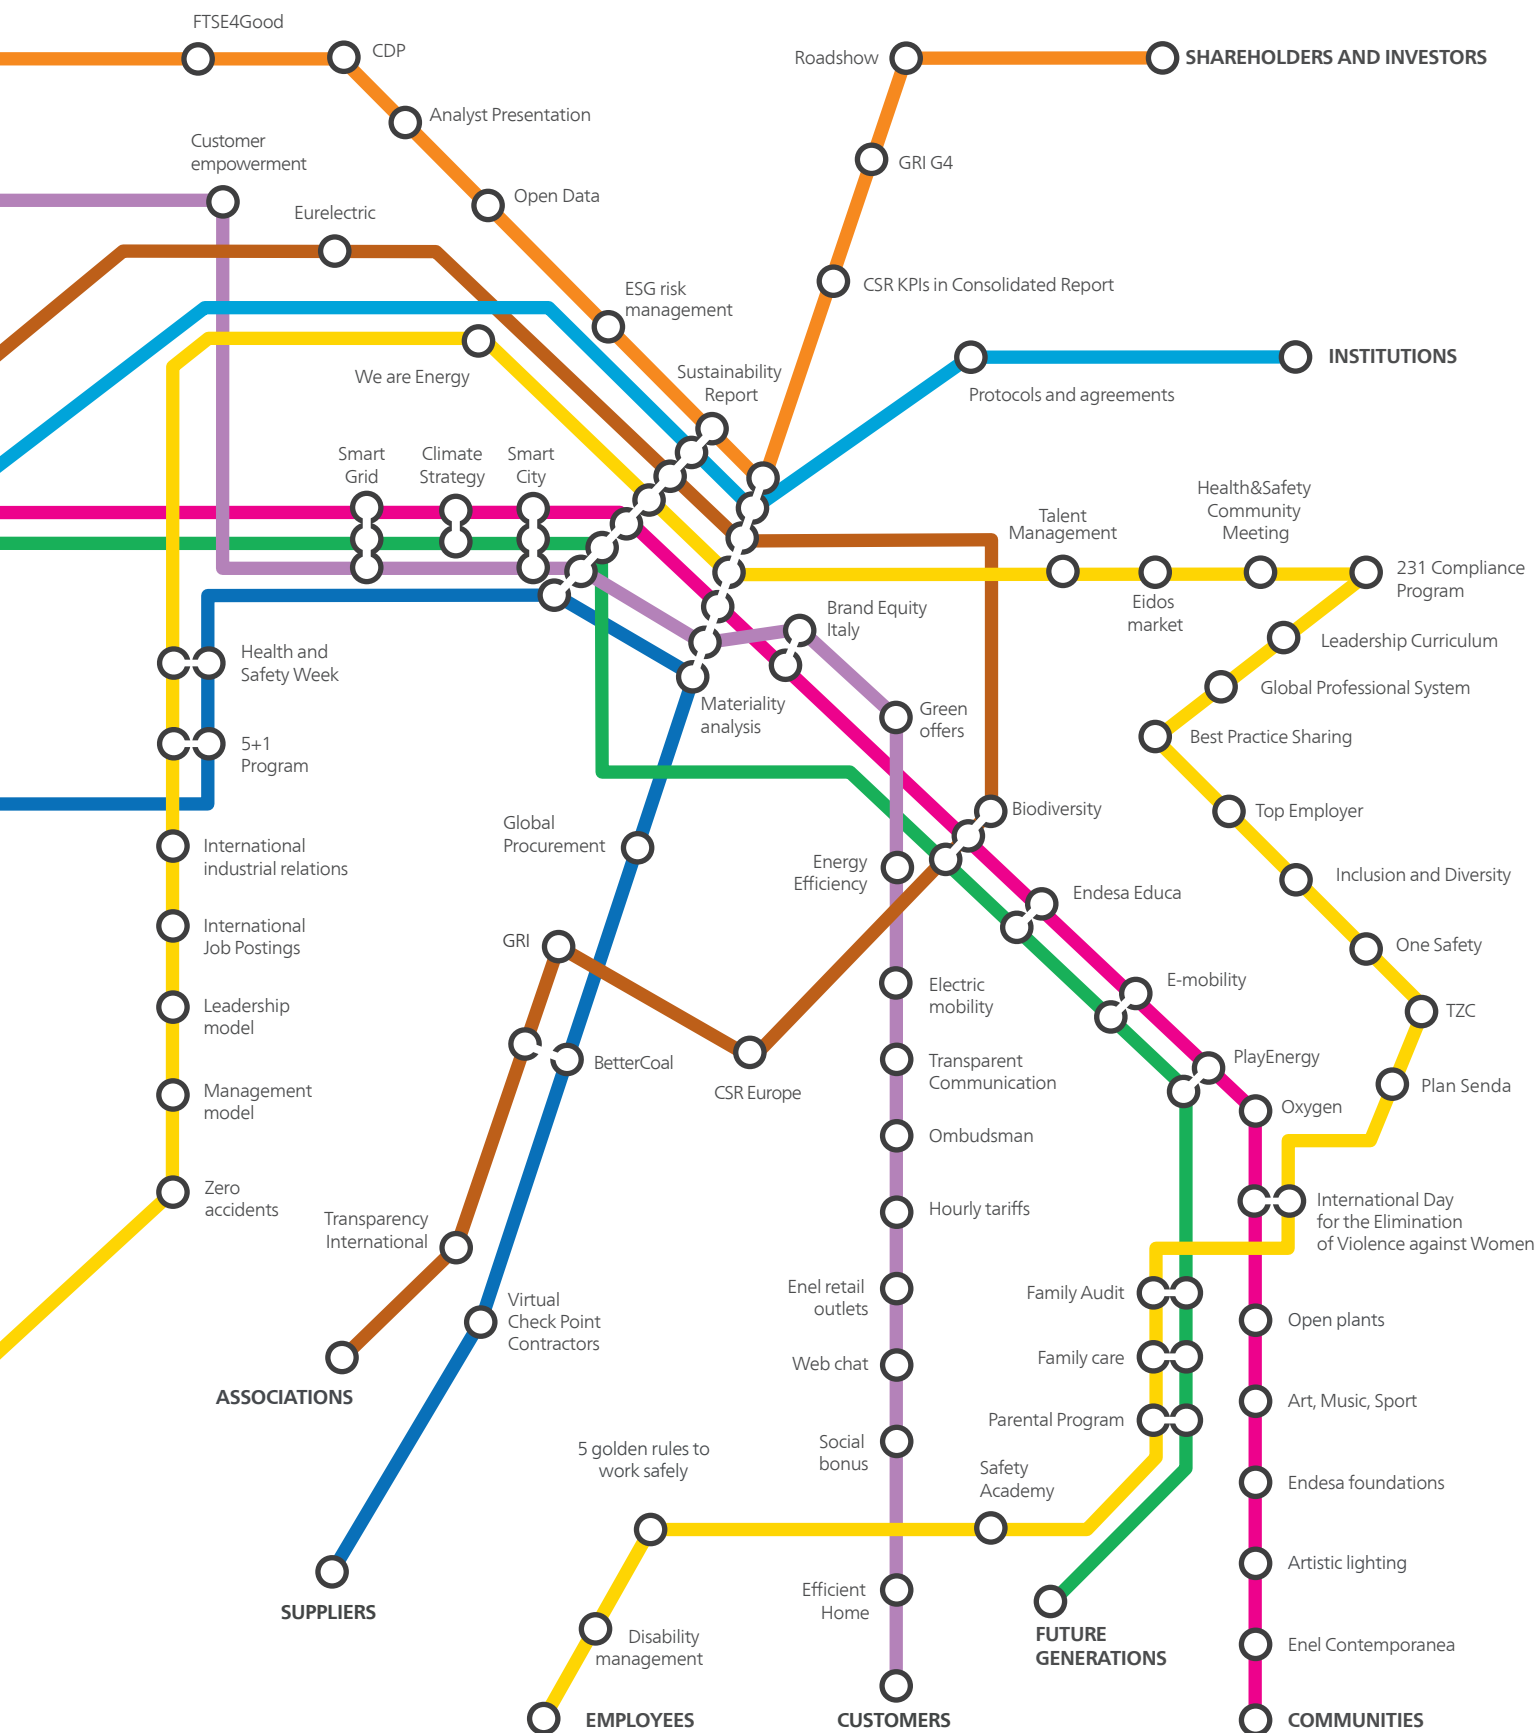 FTSE4Good
CDP
Roadshow
SHAREHOLDERS AND INVESTORS
Analyst Presentation
Customer
empowerment
GRI G4
Open Data
Eurelectric
CSR KPIs in Consolidated Report
ESG risk
management
INSTITUTIONS
We are Energy
Sustainability
Report
Protocols and agreements
Smart
Grid
Climate
Strategy
Smart
City
Health&Safety
Community
Meeting
Talent
Management
231 Compliance
Program
Eidos
market
Brand Equity
Italy
Leadership Curriculum
Health and
Safety Week
Global Professional System
Materiality
analysis
Green
offers
Best Practice Sharing
5+1
Program
Biodiversity
Top Employer
Global
Procurement
International
industrial relations
Energy
Efficiency
Inclusion and Diversity
Endesa Educa
International
Job Postings
GRI
One Safety
E-mobility
Electric
mobility
Leadership
model
TZC
BetterCoal
PlayEnergy
Transparent
Communication
CSR Europe
Plan Senda
Management
model
Oxygen
Ombudsman
Zero
accidents
International Day
for the Elimination
of Violence against Women
Hourly tariffs
Transparency
International
Enel retail
outlets
Family Audit
Virtual
Check Point
Contractors
Open plants
Web chat
Family care
ASSOCIATIONS
Art, Music, Sport
Parental Program
5 golden rules to
work safely
Social
bonus
Safety
Academy
Endesa foundations
Artistic lighting
Efficient
Home
SUPPLIERS
Disability
management
FUTURE
GENERATIONS
Enel Contemporanea
EMPLOYEES
CUSTOMERS
COMMUNITIES